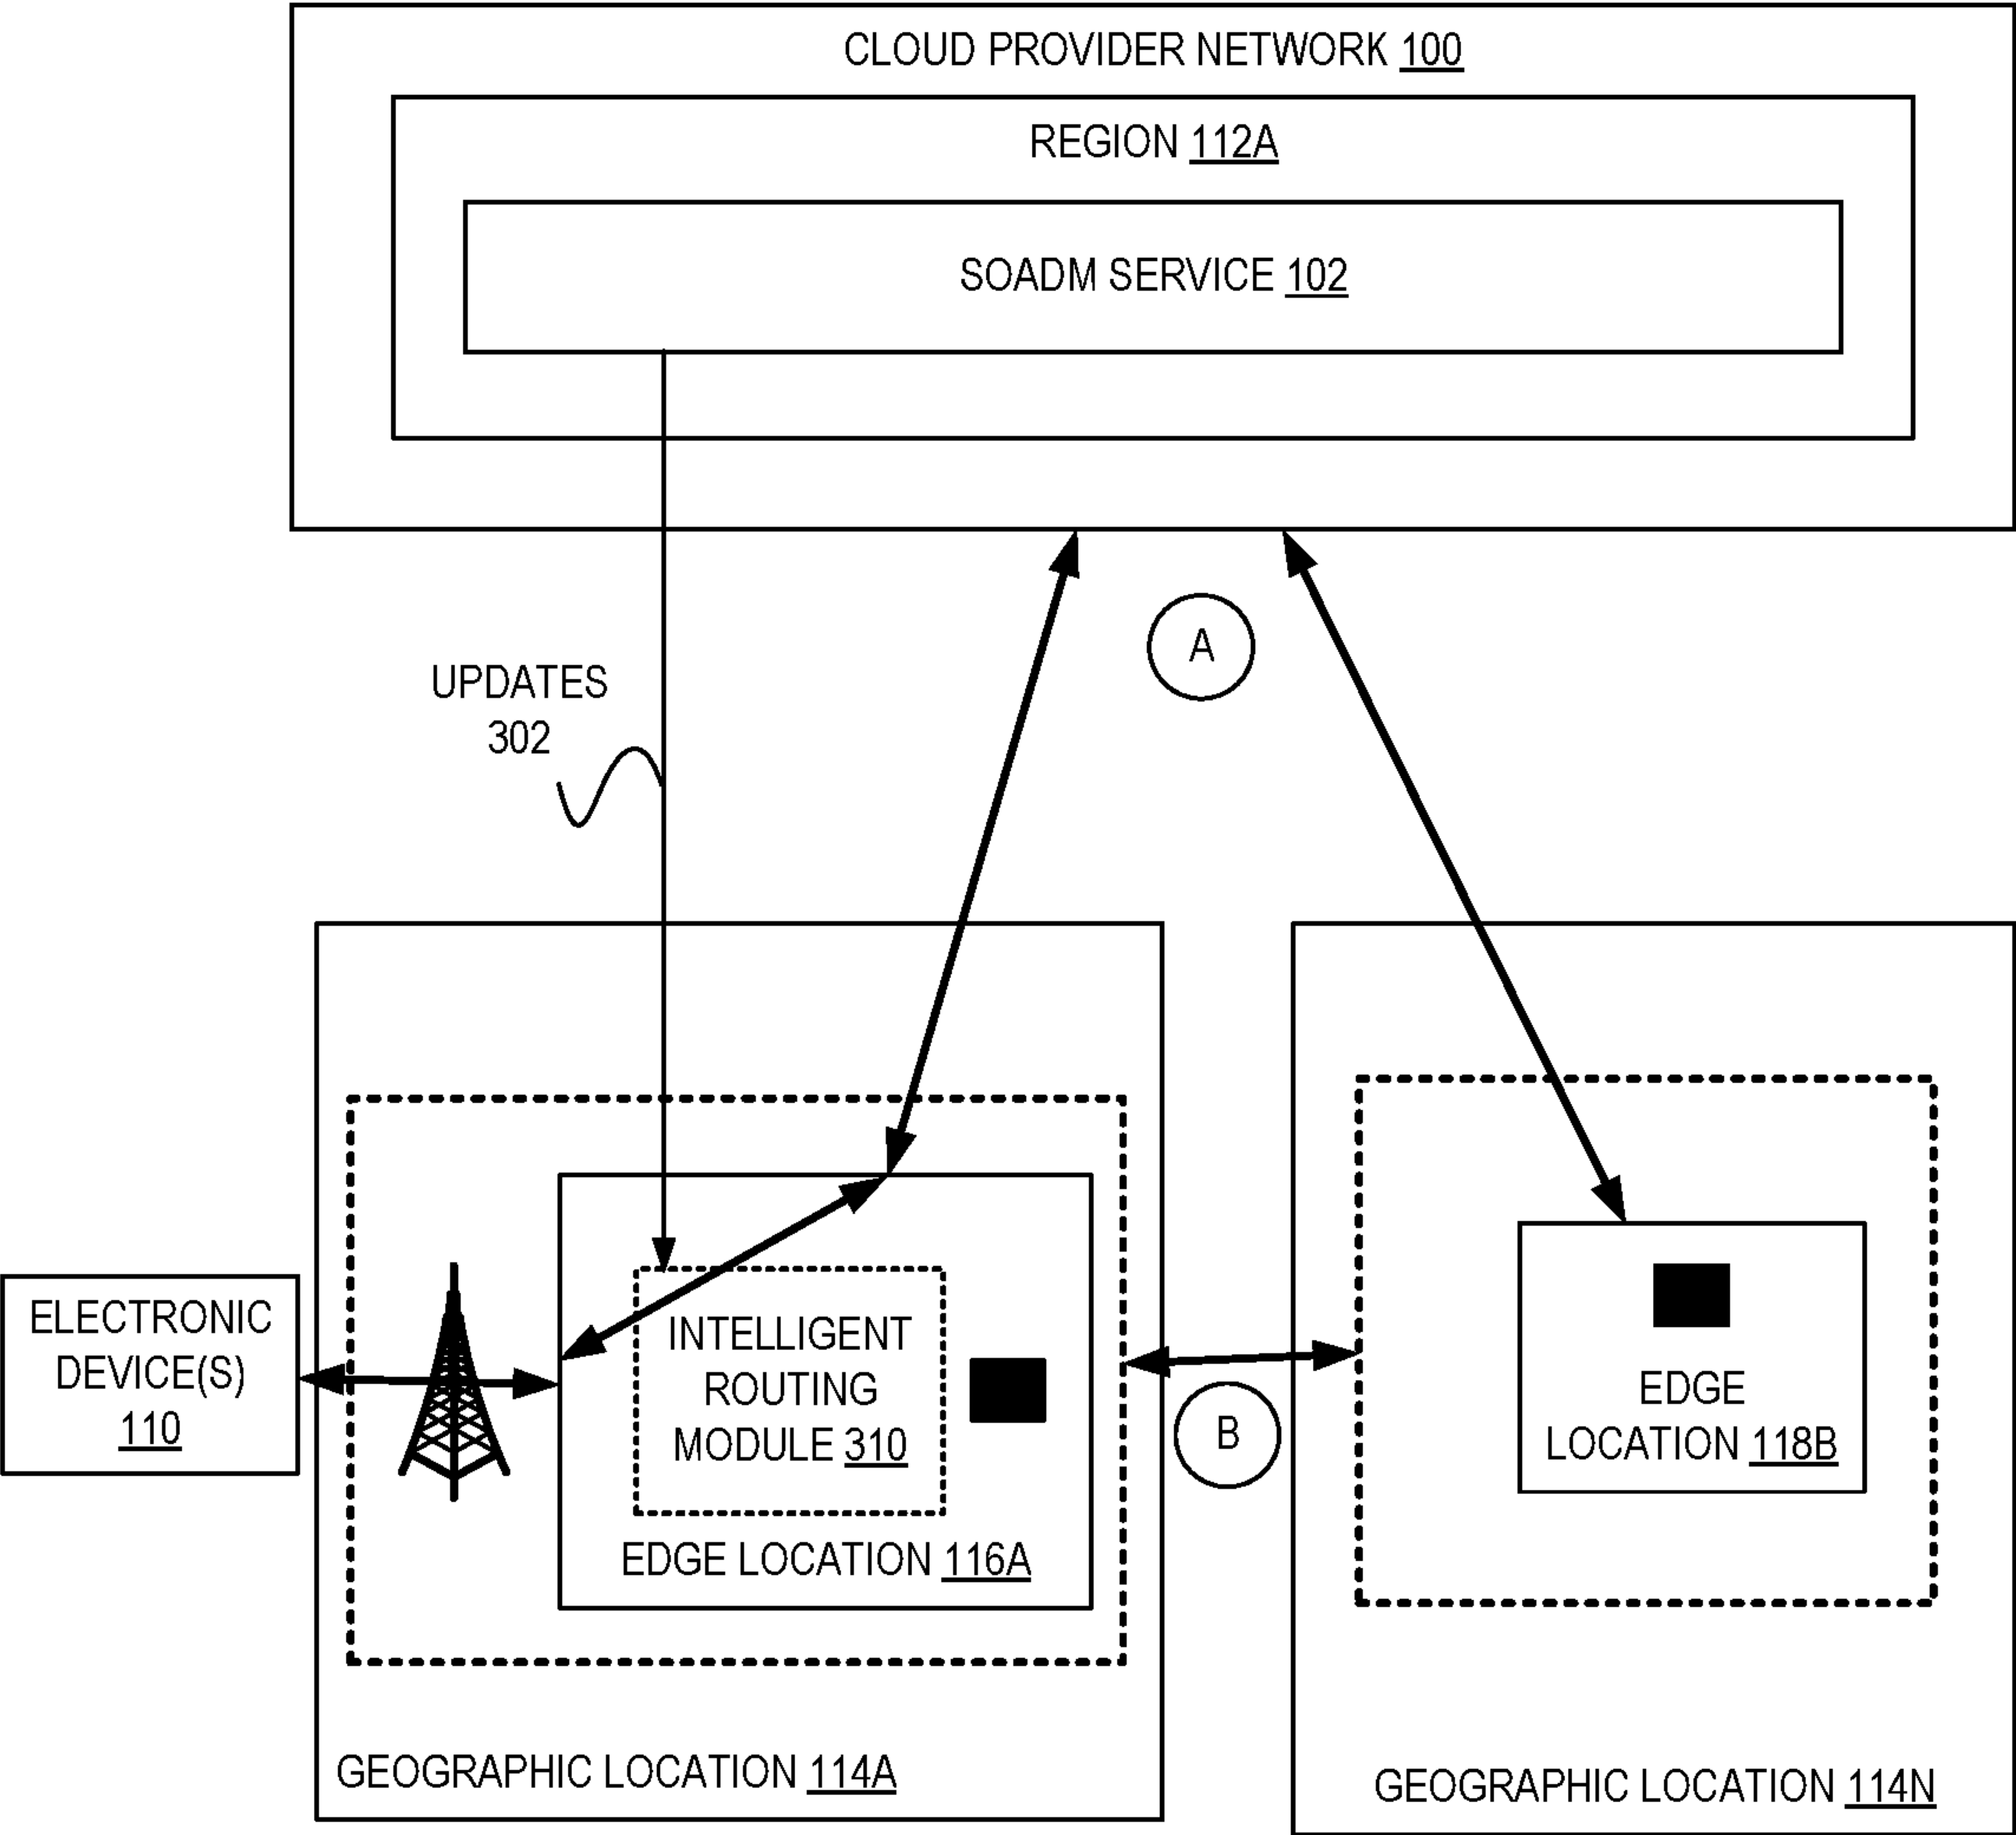 CLOUD PROVIDER NETWORK 100
REGION 112A
SOADM SERVICE 102
A
UPDATES
302
ELECTRONIC
DEVICE(S)
110
INTELLIGENT
ROUTING
MODULE 310
EDGE LOCATION 116A
GEOGRAPHIC LOCATION 114A
B
EDGE
LOCATION 118B
GEOGRAPHIC LOCATION 114N